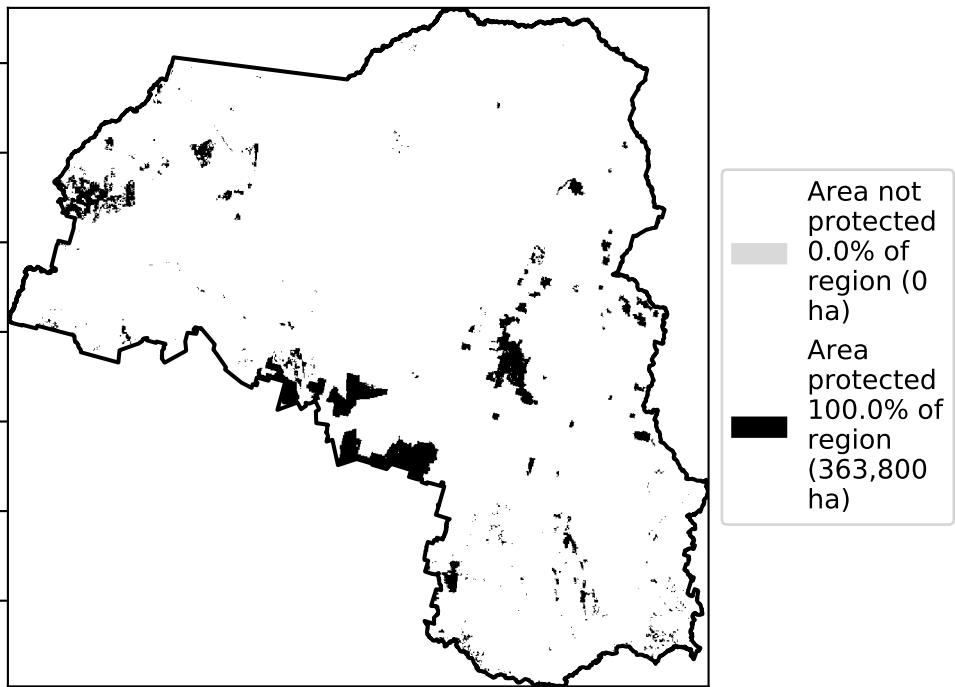 Area not
protected
0.0% of
region (0
ha)
Area
protected
100.0% of
region
(363,800
ha)